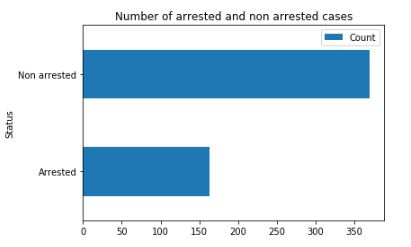 Number of arrested and non arrested cases
Count
Non arrested
Status
Arrested
0 50 100 150 200 250 300 350